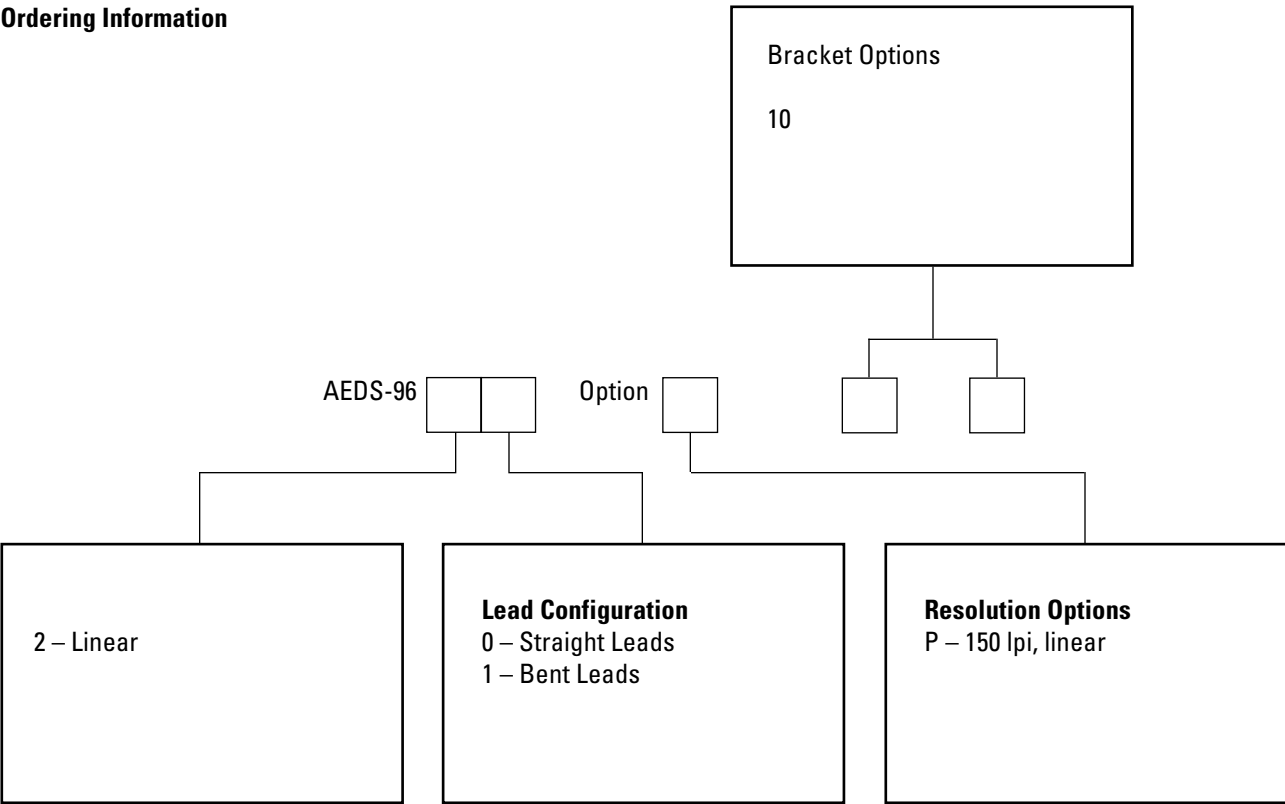 Ordering Information
Bracket Options
10
AEDS-96
Option
2 – Linear
Lead Configuration
0 – Straight Leads
1 – Bent Leads
Resolution Options
P – 150 lpi, linear